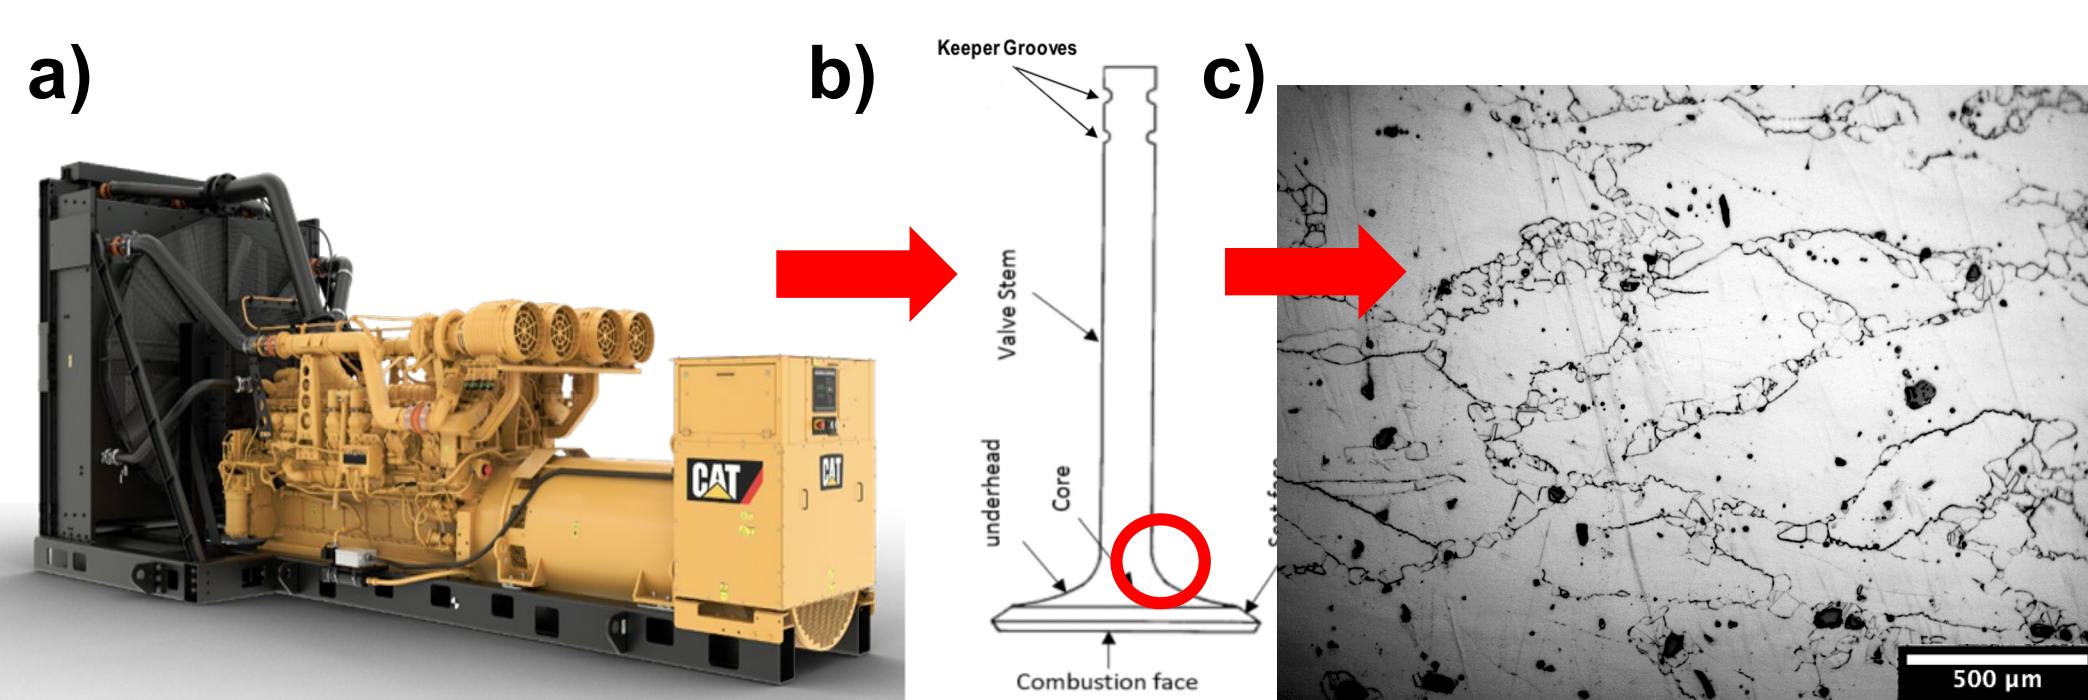 a)
b)
c)
Keeper Grooves
Valve Stem
underhead
Core
Combustion face
CAT
CAT
500 µm